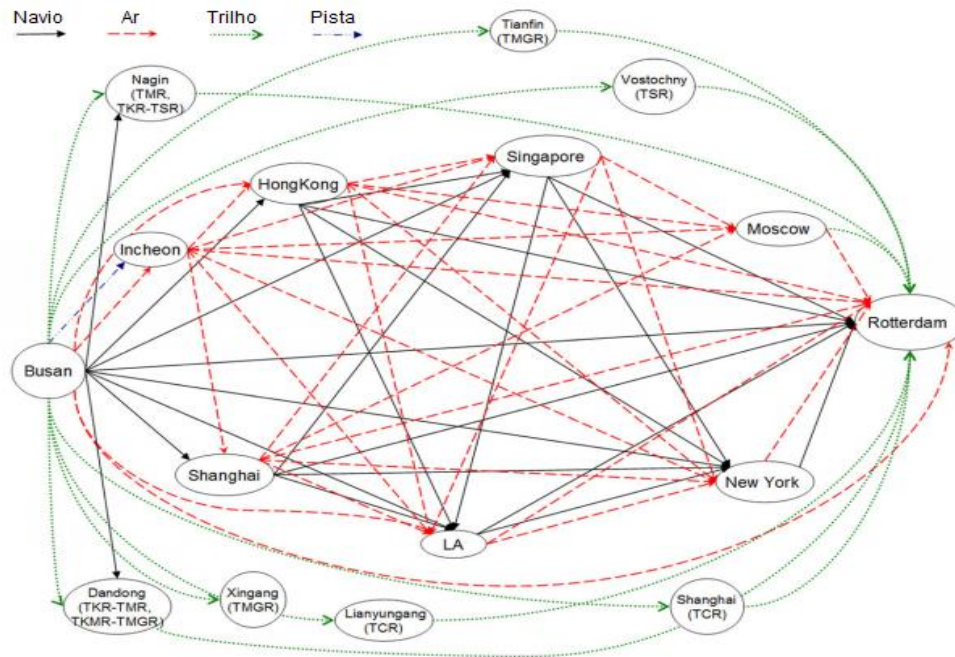 Navio
Ar
Trilho
Pista
Tianfin
(TMGR)
Vostochny
(TSR)
Nagin
(TMR,
TKR-TSR)
Singapore
HongKong
Moscow
Incheon
Rotterdam
Busan
Shanghai
New York
LA
Dandong
(TKR-TMR,
TKMR-TMGR)
Xingang
(TMGR)
Lianyungang
(TCR)
Shanghai
(TCR)